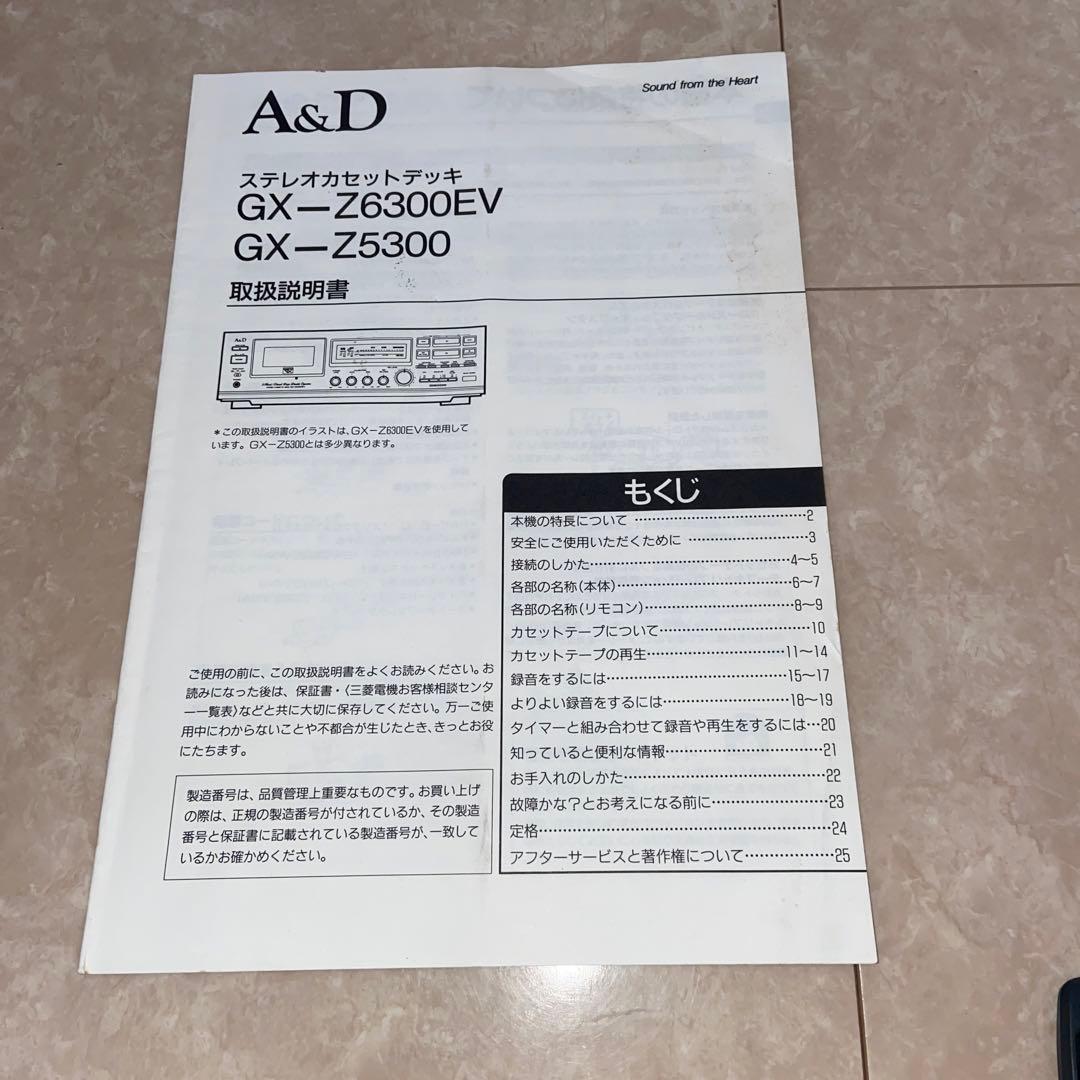 A&D
Sound from the Heart
ステレオカセットデッキ
GX－Z6300EV
GX－Z5300
取扱説明書
A&D
＊この取扱説明書のイラストは、GX－Z6300EVを使用して
います。GX－Z5300とは多少異なります。
もくじ
本機の特長について ……………………………2
安全にご使用いただくために …………………3
接続のしかた……………………………4～5
各部の名称(本体)…………………………6～7
各部の名称(リモコン)……………………8～9
カセットテープについて……………………10
カセットテープの再生…………………11～14
録音をするには…………………………15～17
よりよい録音をするには………………18～19
タイマーと組み合わせて録音や再生をするには…20
知っていると便利な情報……………………21
お手入れのしかた……………………………22
故障かな?とお考えになる前に………………23
定格……………………………………………24
アフターサービスと著作権について……………25
ご使用の前に、この取扱説明書をよくお読みください。お
読みになった後は、保証書・〈三菱電機お客様相談センタ
ー一覧表〉などと共に大切に保存してください。万一ご使
用中にわからないことや不都合が生じたとき、きっとお役
にたちます。
製造番号は、品質管理上重要なものです。お買い上げ
の際は、正規の製造番号が付されているか、その製造
番号と保証書に記載されている製造番号が、一致して
いるかお確かめください。